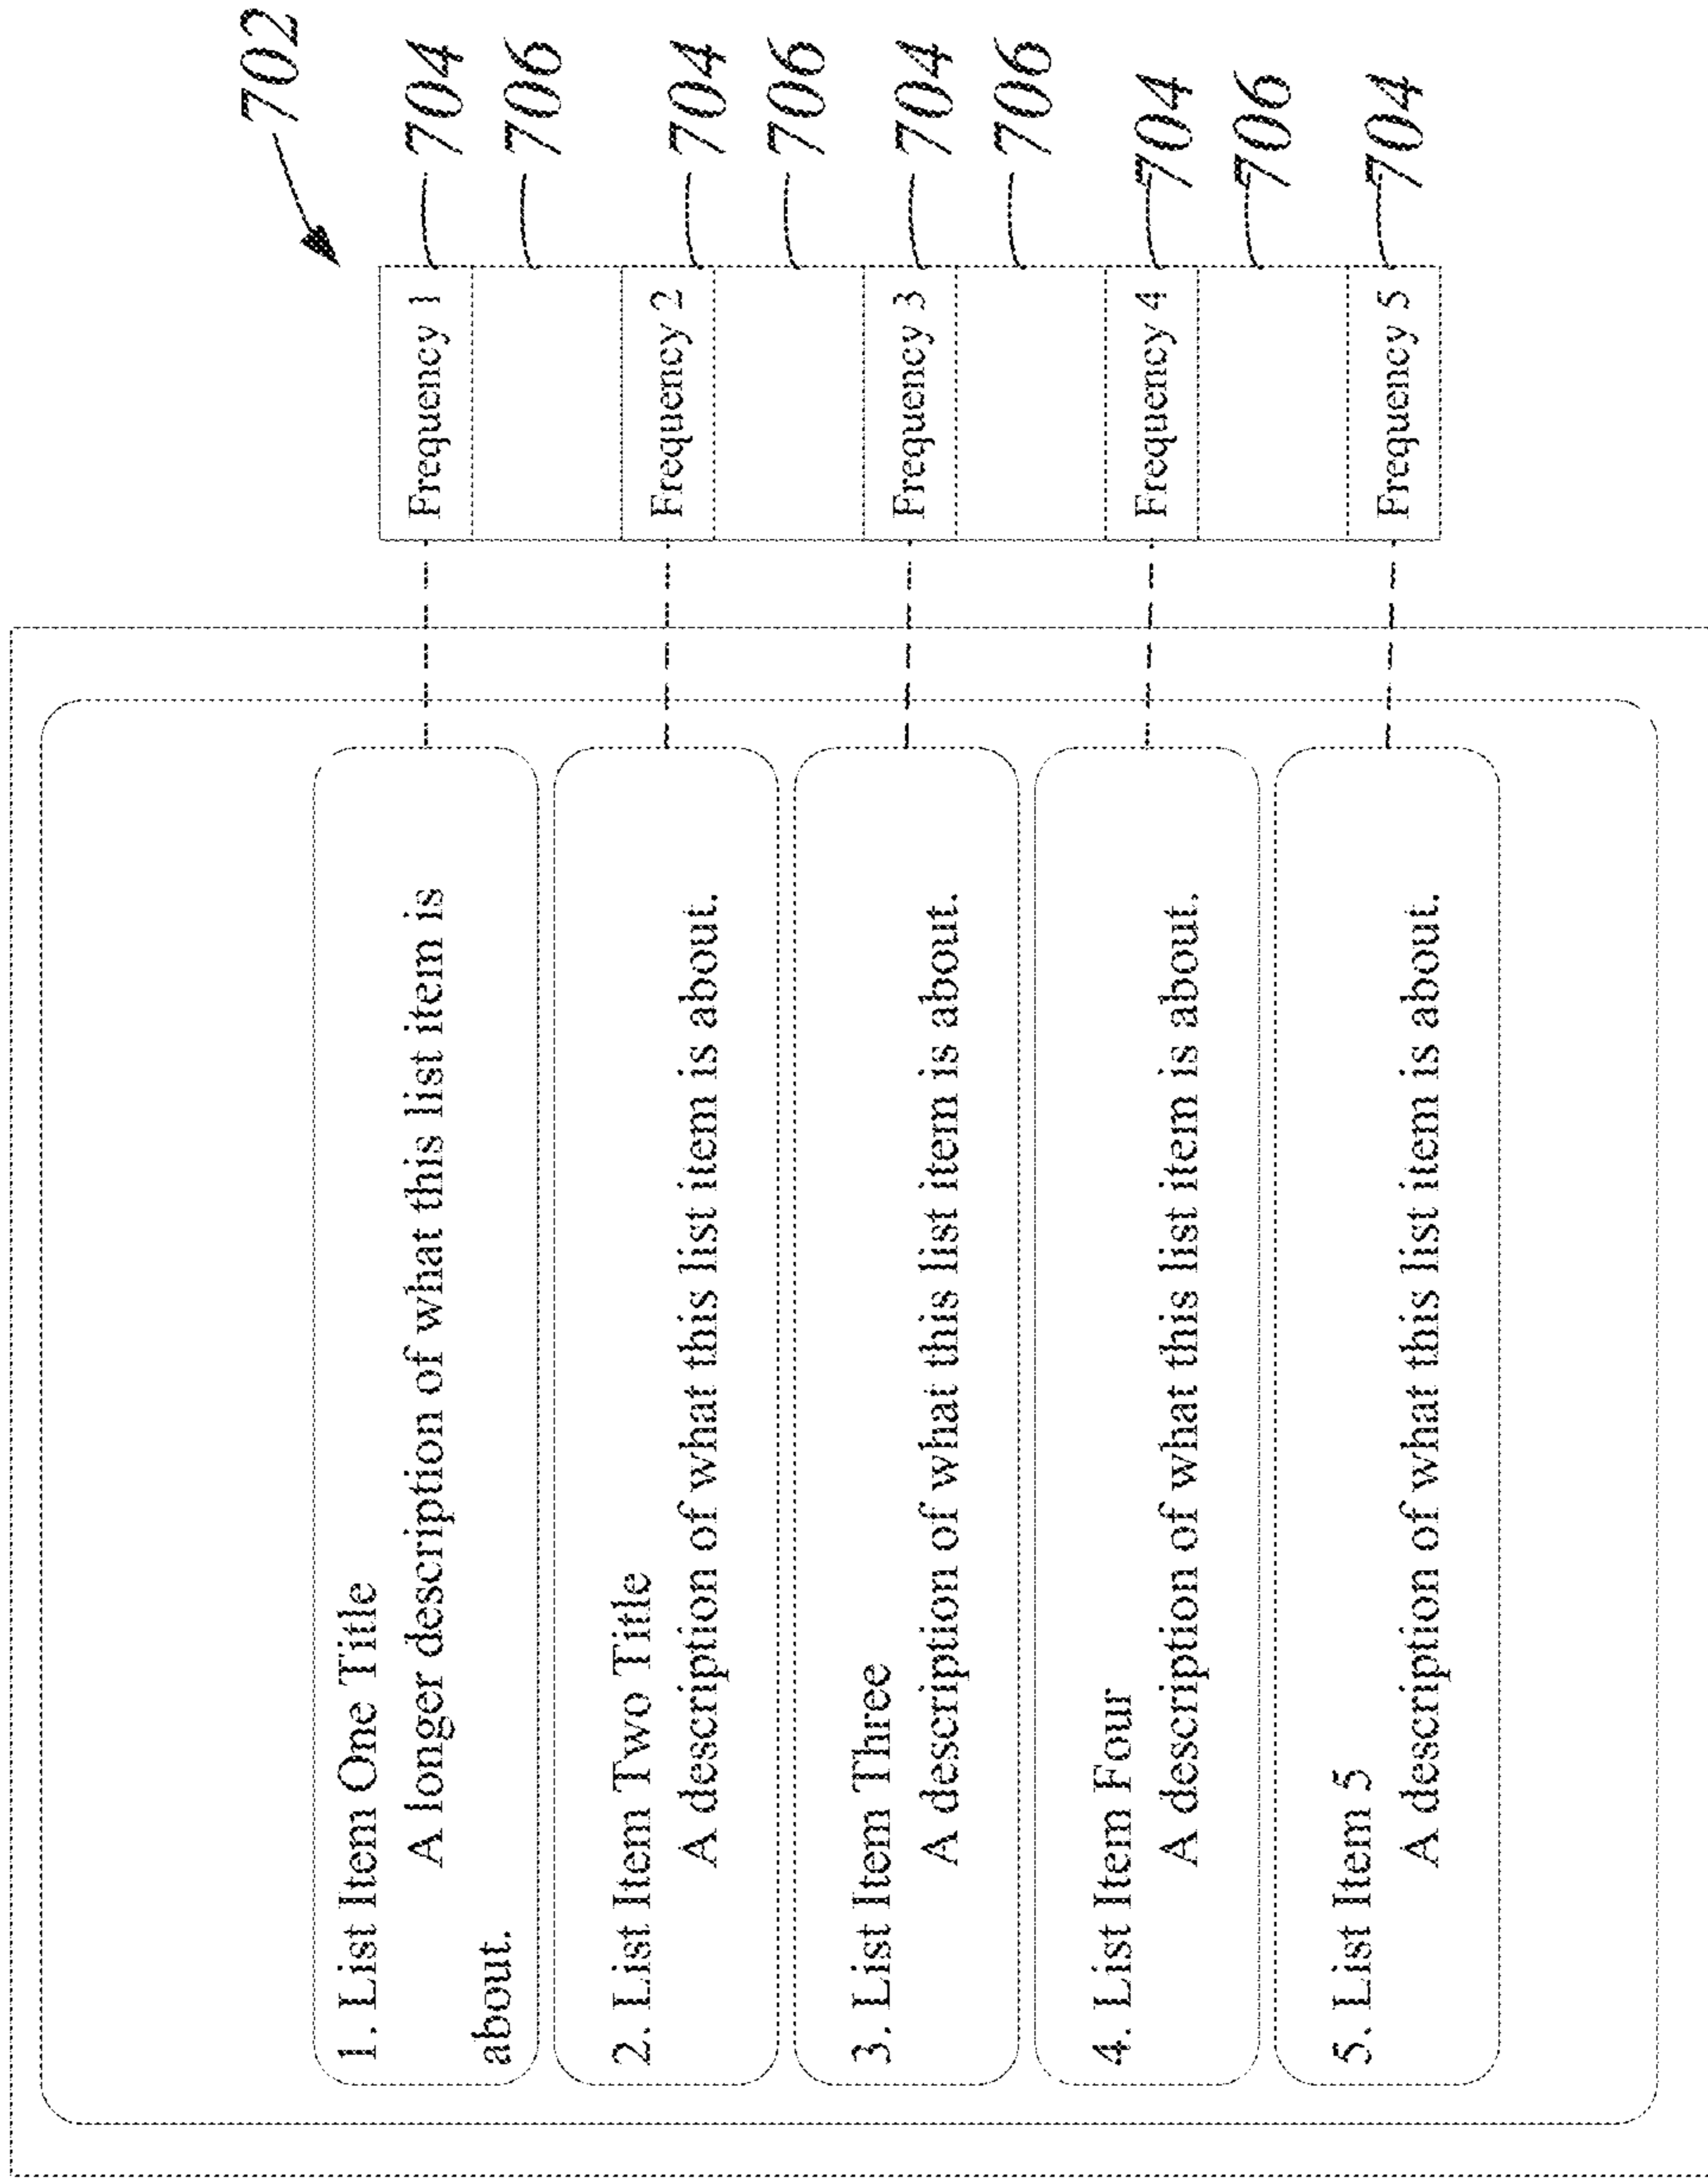 702
1. List Item One Title
A longer description of what this list item is
about.
2. List Item Two Title
A description of what this list item is about.
3. List Item Three
A description of what this list item is about.
4. List Item Four
A description of what this list item is about.
5. List Item 5
A description of what this list item is about.
Frequency 1
704
706
Frequency 2
704
706
Frequency 3
704
706
Frequency 4
704
706
Frequency 5
704